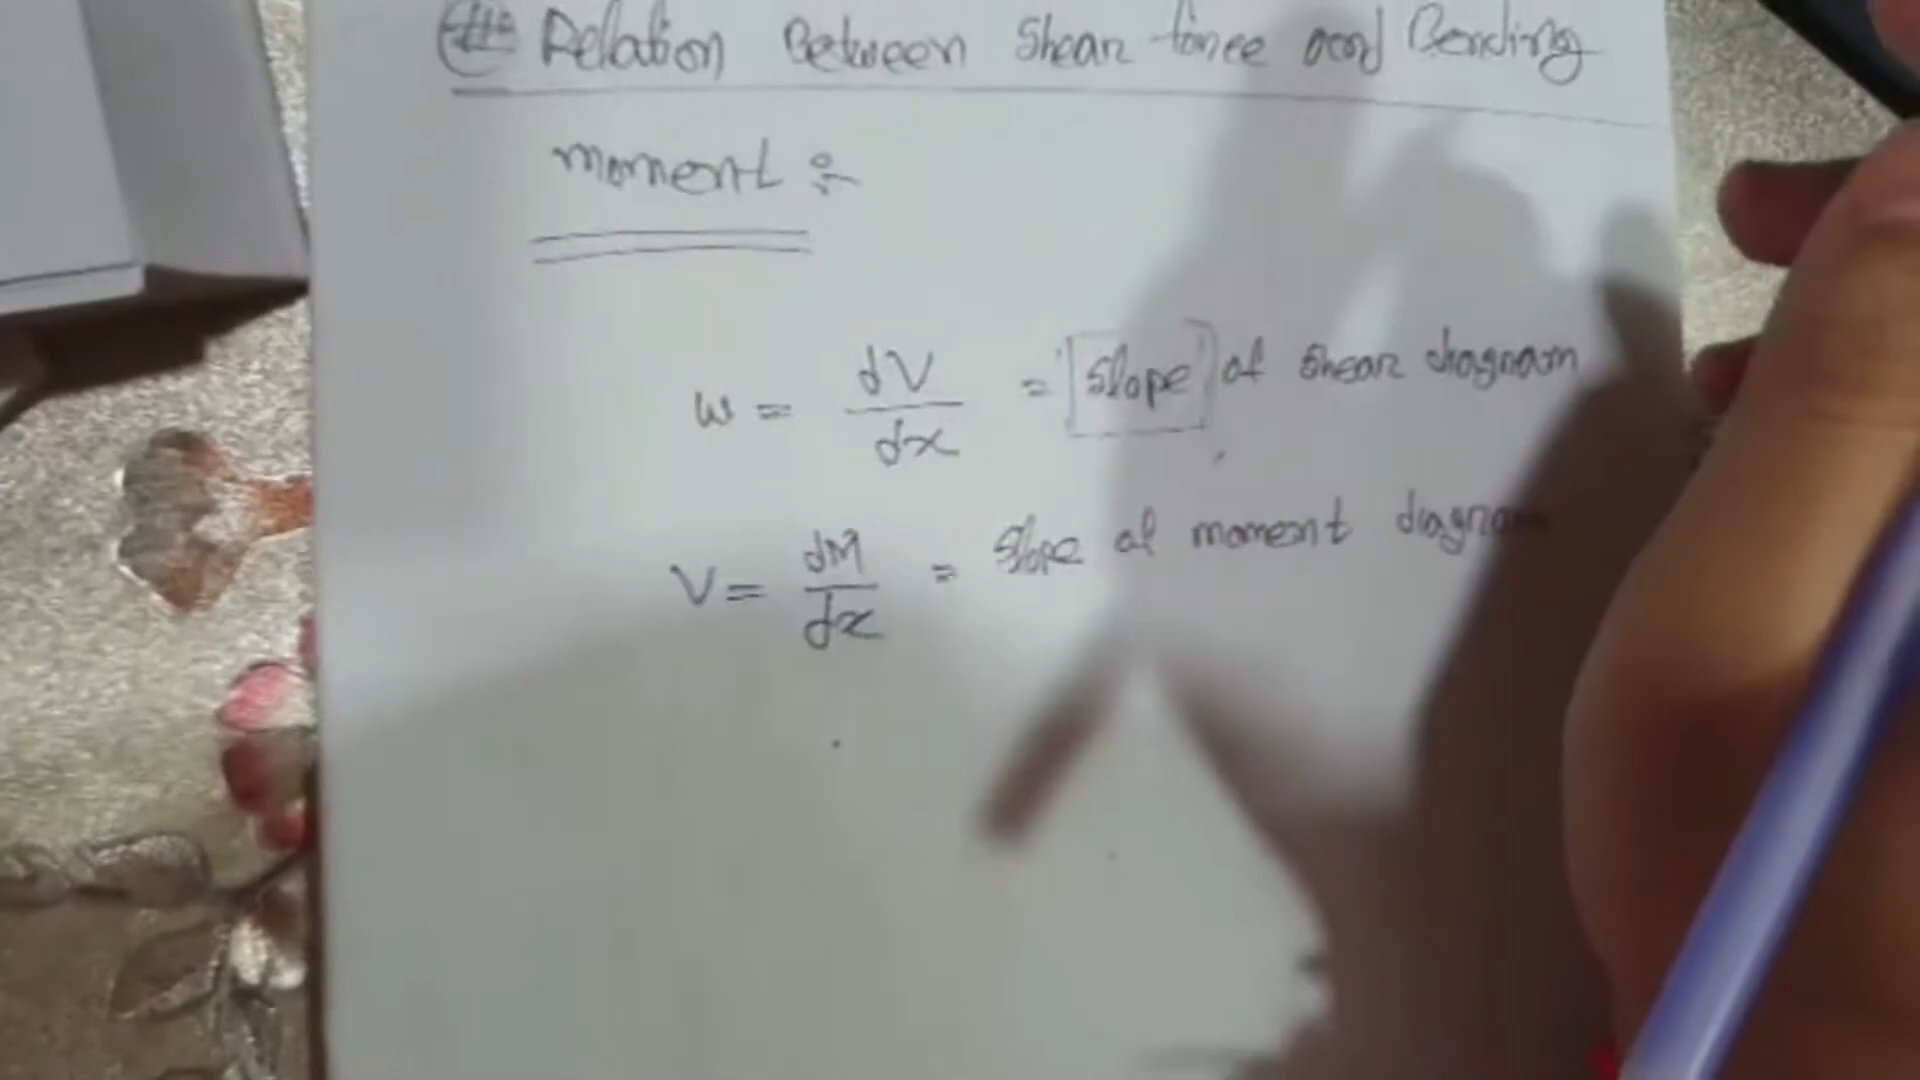 # Relation Between Shear force and Bending
moment :-
w = dV/dx = slope of shear diagram
V = dM/dx = slope of moment diagram